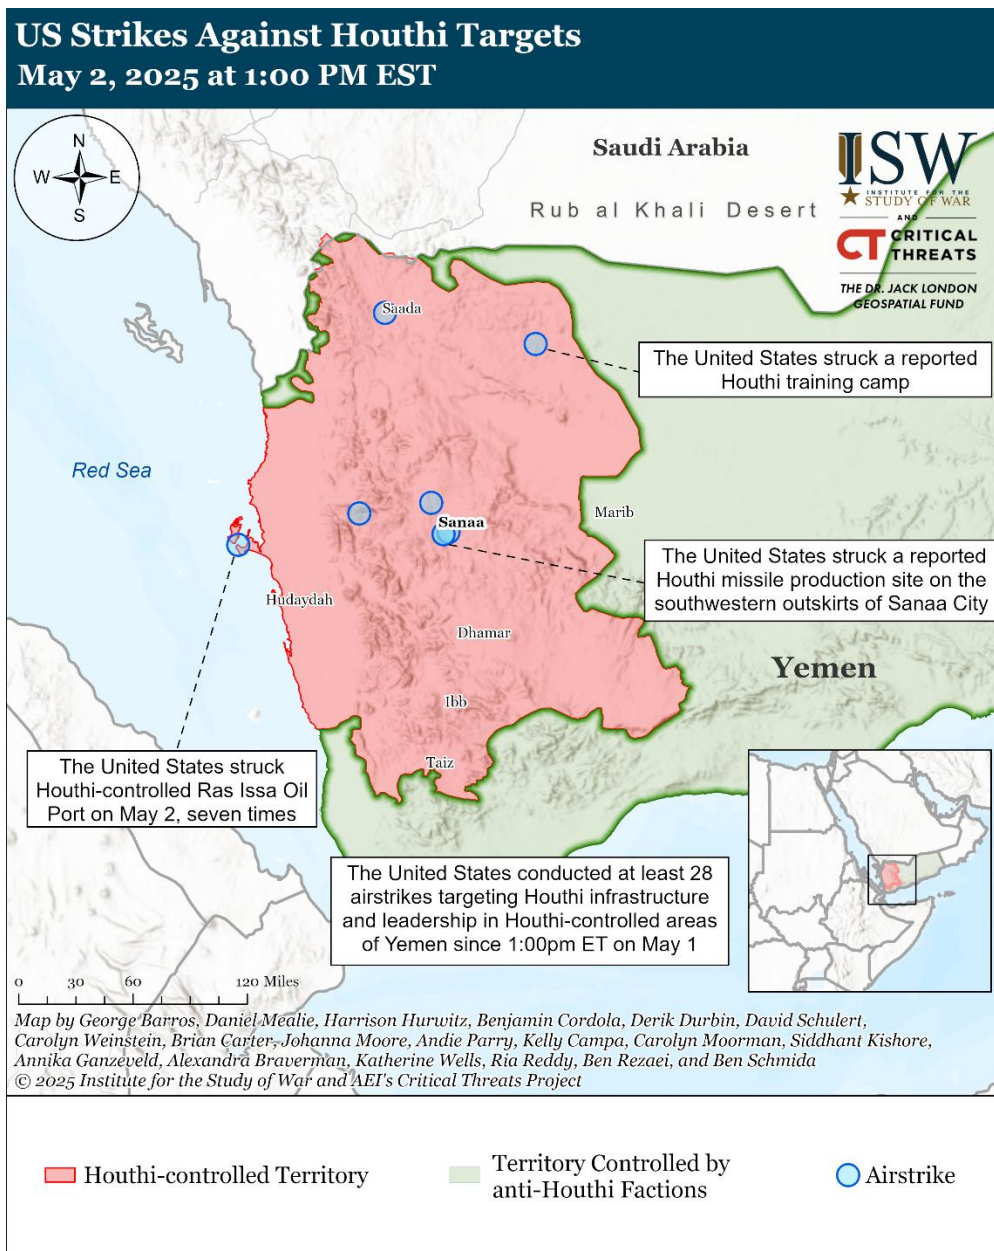 US Strikes Against Houthi Targets
May 2, 2025 at 1:00 PM EST
N
W
E
S
Saudi Arabia
Rub al Khali Desert
ISW
INSTITUTE FOR THE
STUDY OF WAR
AND
CT CRITICAL
THREATS
THE DR. JACK LONDON
GEOSPATIAL FUND
Saada
The United States struck a reported
Houthi training camp
Red Sea
Marib
Sanaa
The United States struck a reported
Houthi missile production site on the
southwestern outskirts of Sanaa City
Hudaydah
Dhamar
Yemen
Ibb
Taiz
The United States struck
Houthi-controlled Ras Issa Oil
Port on May 2, seven times
The United States conducted at least 28
airstrikes targeting Houthi infrastructure
and leadership in Houthi-controlled areas
of Yemen since 1:00pm ET on May 1
0 30 60 120 Miles
Map by George Barros, Daniel Mealie, Harrison Hurwitz, Benjamin Cordola, Derik Durbin, David Schulert,
Carolyn Weinstein, Brian Carter, Johanna Moore, Andie Parry, Kelly Campa, Carolyn Moorman, Siddhant Kishore,
Annika Ganzeveld, Alexandra Braverman, Katherine Wells, Ria Reddy, Ben Rezaei, and Ben Schmida
© 2025 Institute for the Study of War and AEI's Critical Threats Project
Houthi-controlled Territory
Territory Controlled by
anti-Houthi Factions
Airstrike